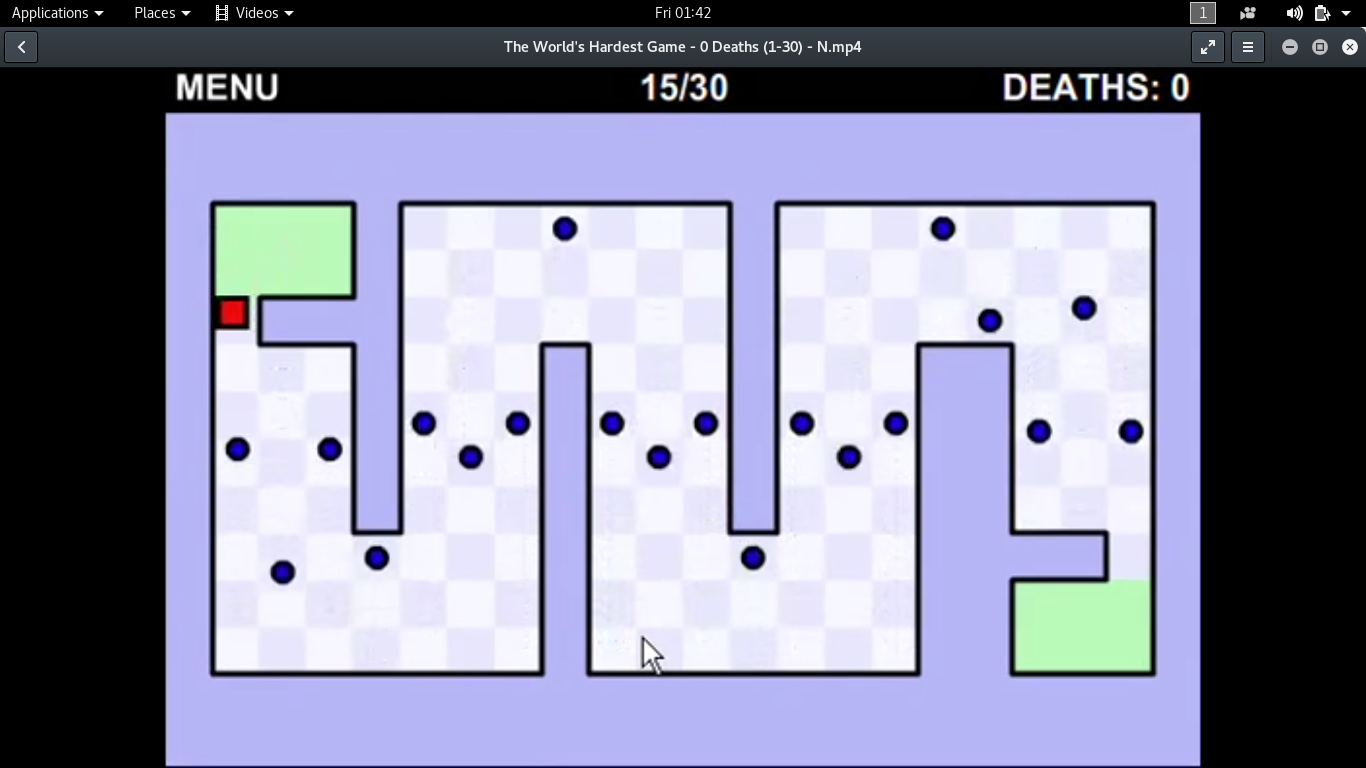 Applications Places Videos Fri 01:42 1
The World's Hardest Game - 0 Deaths (1-30) - N.mp4
MENU 15/30 DEATHS: 0